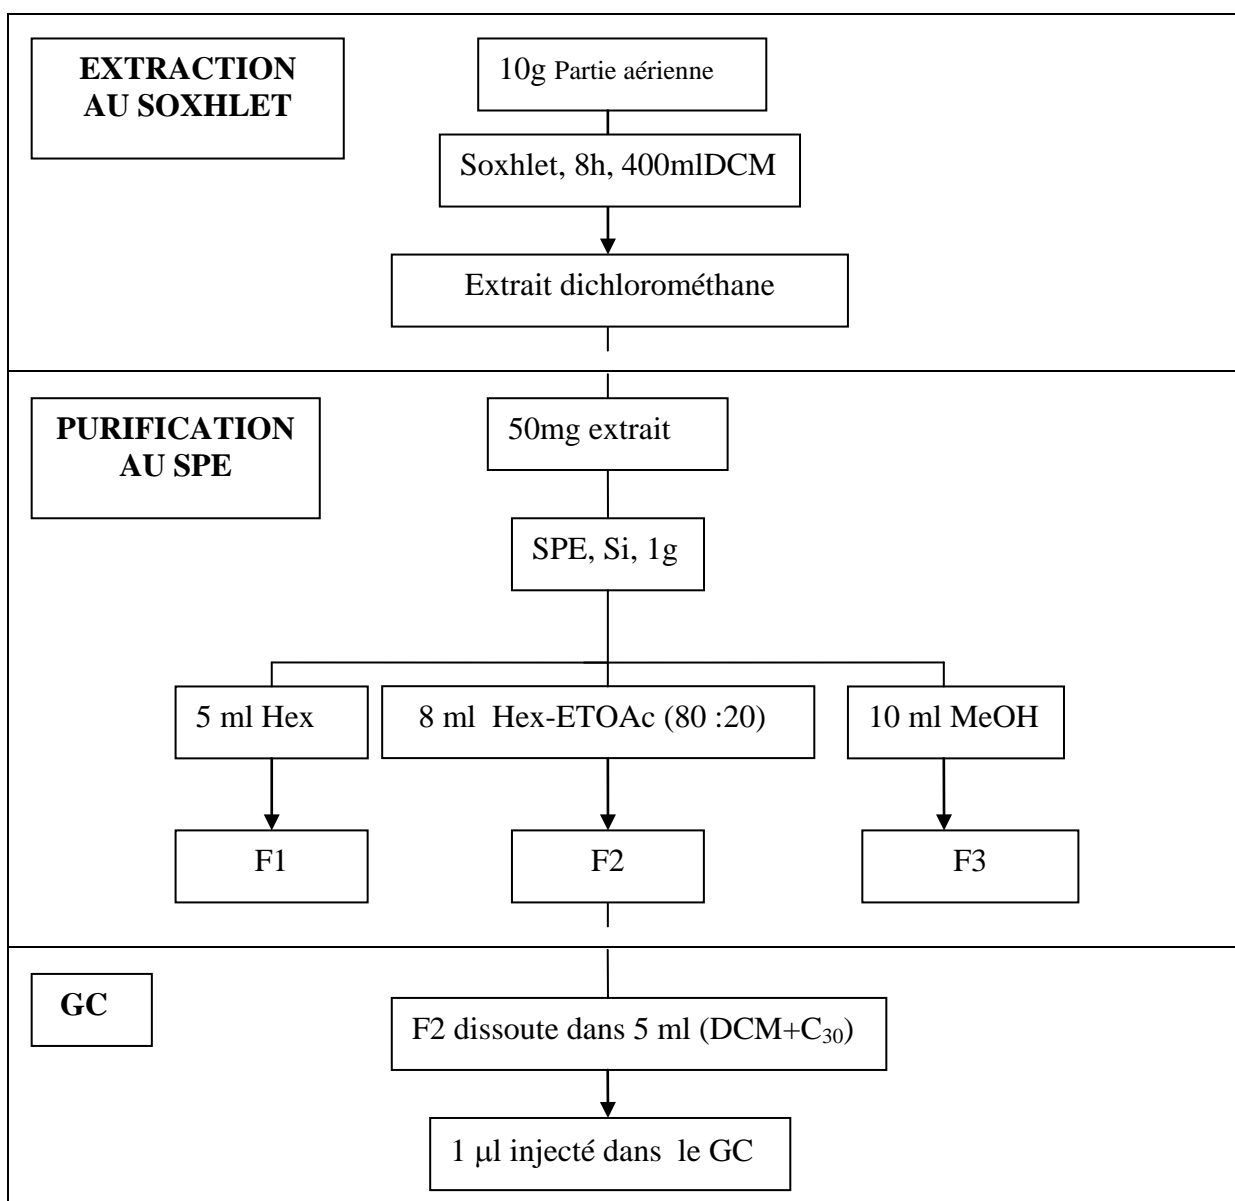 EXTRACTION
AU SOXHLET
10g Partie aérienne
Soxhlet, 8h, 400mlDCM
Extrait dichlorométhane
PURIFICATION
AU SPE
50mg extrait
SPE, Si, 1g
5 ml Hex
8 ml Hex-ETOAc (80 :20)
10 ml MeOH
F1
F2
F3
GC
F2 dissoute dans 5 ml (DCM+C₃₀)
1 µl injecté dans le GC